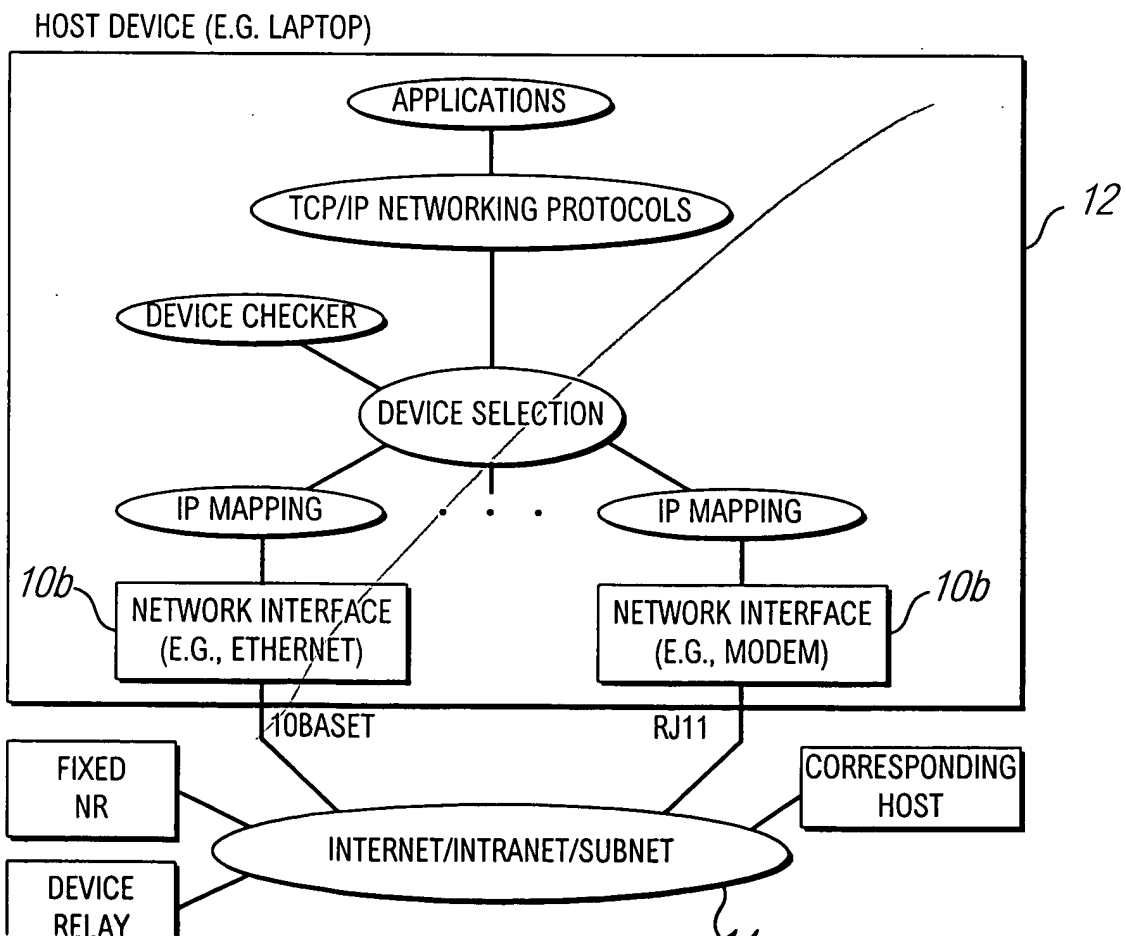 HOST DEVICE (E.G. LAPTOP)
APPLICATIONS
TCP/IP NETWORKING PROTOCOLS
12
DEVICE CHECKER
DEVICE SELECTION
IP MAPPING
IP MAPPING
10b
NETWORK INTERFACE
(E.G., ETHERNET)
NETWORK INTERFACE
(E.G., MODEM)
10b
10BASET
RJ11
FIXED
NR
CORRESPONDING
HOST
INTERNET/INTRANET/SUBNET
DEVICE
RELAY